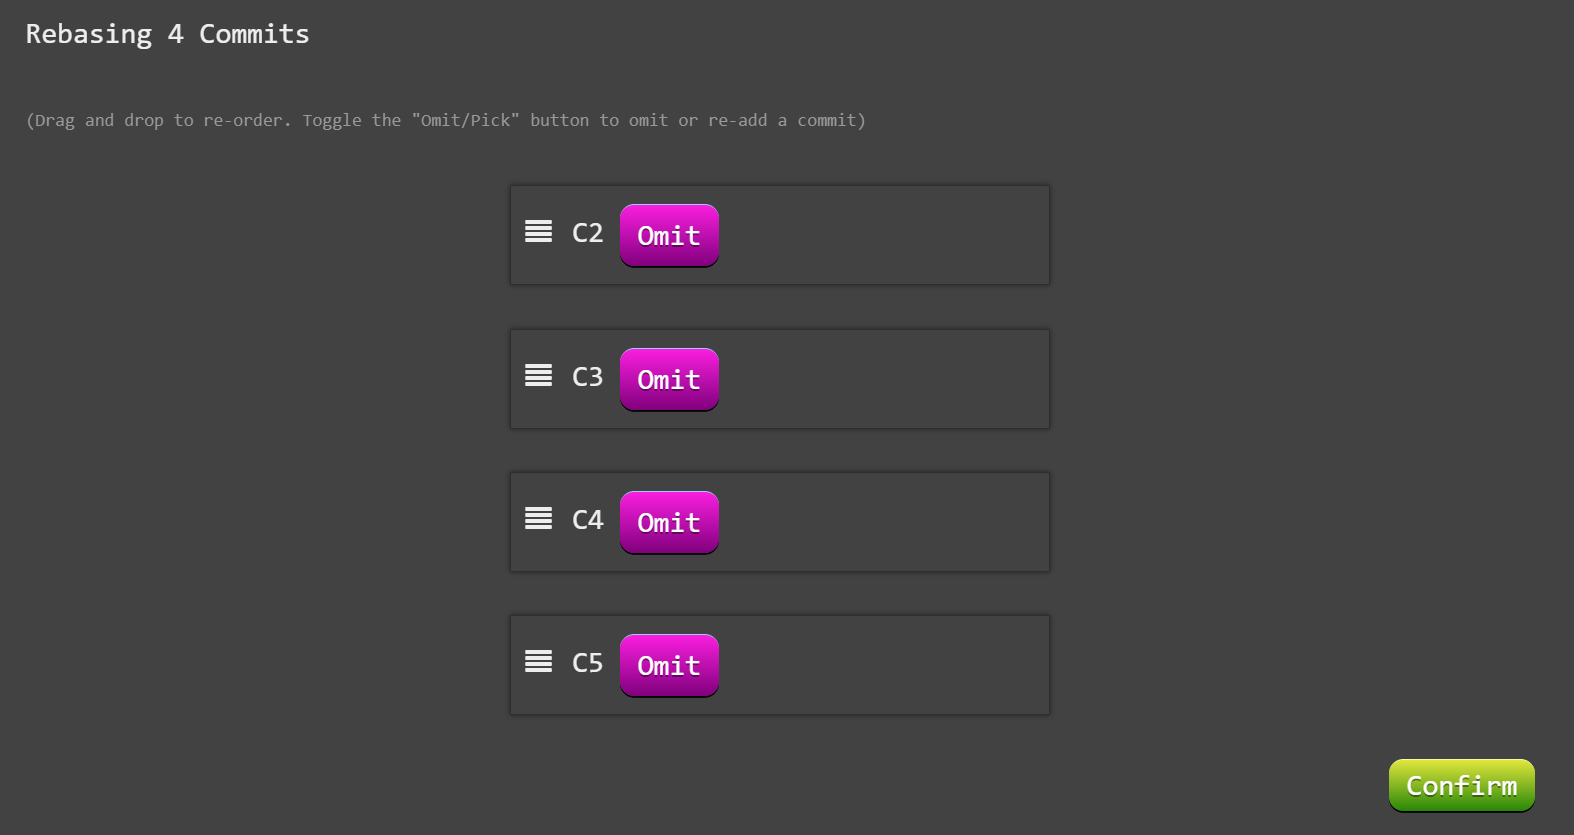 Rebasing 4 Commits
(Drag and drop to re-order. Toggle the "Omit/Pick" button to omit or re-add a commit)
C2 Omit
C3 Omit
C4 Omit
C5 Omit
Confirm